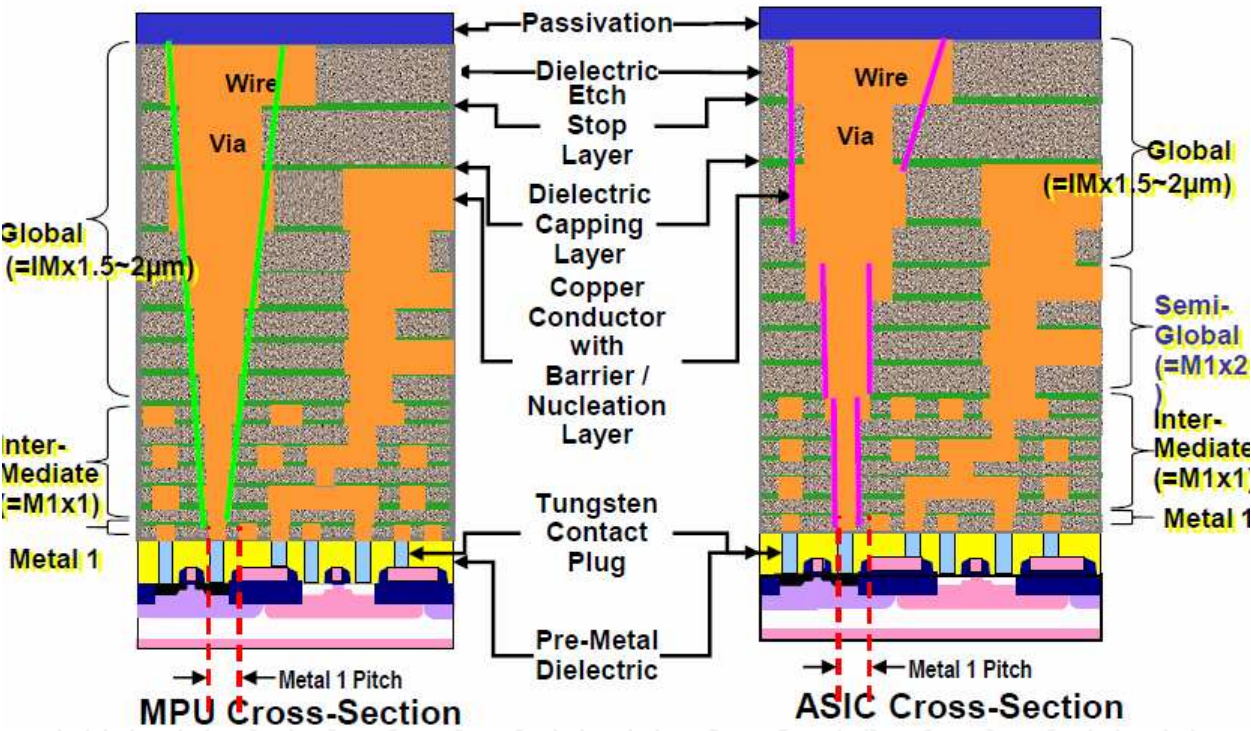 Passivation
Dielectric
Etch
Stop
Layer
Dielectric
Capping
Layer
Copper
Conductor
with
Barrier /
Nucleation
Layer
Tungsten
Contact
Plug
Pre-Metal
Dielectric
Wire
Via
Global
(=IMx1.5~2µm)
Inter-
Mediate
(=M1x1)
Metal 1
Metal 1 Pitch
MPU Cross-Section
Wire
Via
Global
(=IMx1.5~2µm)
Semi-
Global
(=M1x2
)
Inter-
Mediate
(=M1x1)
Metal 1
Metal 1 Pitch
ASIC Cross-Section